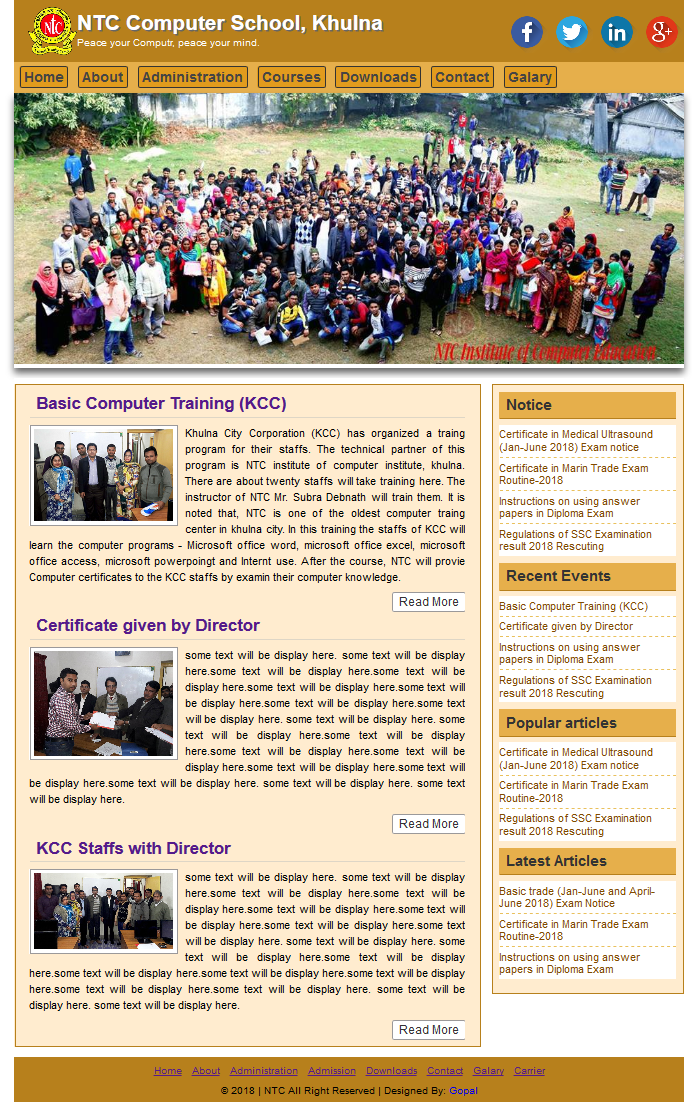 NTC
NTC Computer School, Khulna
Peace your Computr, peace your mind.
Home About Administration Courses Downloads Contact Galary
NTC Institute of Computer Education
Basic Computer Training (KCC)
Khulna City Corporation (KCC) has organized a traing
program for their staffs. The technical partner of this
program is NTC institute of computer institute, khulna.
There are about twenty staffs will take training here. The
instructor of NTC Mr. Subra Debnath will train them. It is
noted that, NTC is one of the oldest computer traing
center in khulna city. In this training the staffs of KCC will
learn the computer programs - Microsoft office word, microsoft office excel, microsoft
office access, microsoft powerpoingt and Internt use. After the course, NTC will provie
Computer certificates to the KCC staffs by examin their computer knowledge.
Read More
Certificate given by Director
some text will be display here. some text will be display
here.some text will be display here.some text will be
display here.some text will be display here.some text will
be display here.some text will be display here.some text
will be display here. some text will be display here. some
text will be display here.some text will be display
here.some text will be display here.some text will be
display here.some text will be display here.some text will
be display here.some text will be display here. some text will be display here. some text
will be display here.
Read More
KCC Staffs with Director
some text will be display here. some text will be display
here.some text will be display here.some text will be
display here.some text will be display here.some text will
be display here.some text will be display here.some text
will be display here. some text will be display here. some
text will be display here.some text will be display
here.some text will be display here.some text will be display here.some text will be display
here.some text will be display here.some text will be display here. some text will be
display here. some text will be display here.
Read More
Notice
Certificate in Medical Ultrasound
(Jan-June 2018) Exam notice
Certificate in Marin Trade Exam
Routine-2018
Instructions on using answer
papers in Diploma Exam
Regulations of SSC Examination
result 2018 Rescuting
Recent Events
Basic Computer Training (KCC)
Certificate given by Director
Instructions on using answer
papers in Diploma Exam
Regulations of SSC Examination
result 2018 Rescuting
Popular articles
Certificate in Medical Ultrasound
(Jan-June 2018) Exam notice
Certificate in Marin Trade Exam
Routine-2018
Regulations of SSC Examination
result 2018 Rescuting
Latest Articles
Basic trade (Jan-June and April-
June 2018) Exam Notice
Certificate in Marin Trade Exam
Routine-2018
Instructions on using answer
papers in Diploma Exam
Home About Administration Admission Downloads Contact Galary Carrier
© 2018 | NTC All Right Reserved | Designed By: Gopal